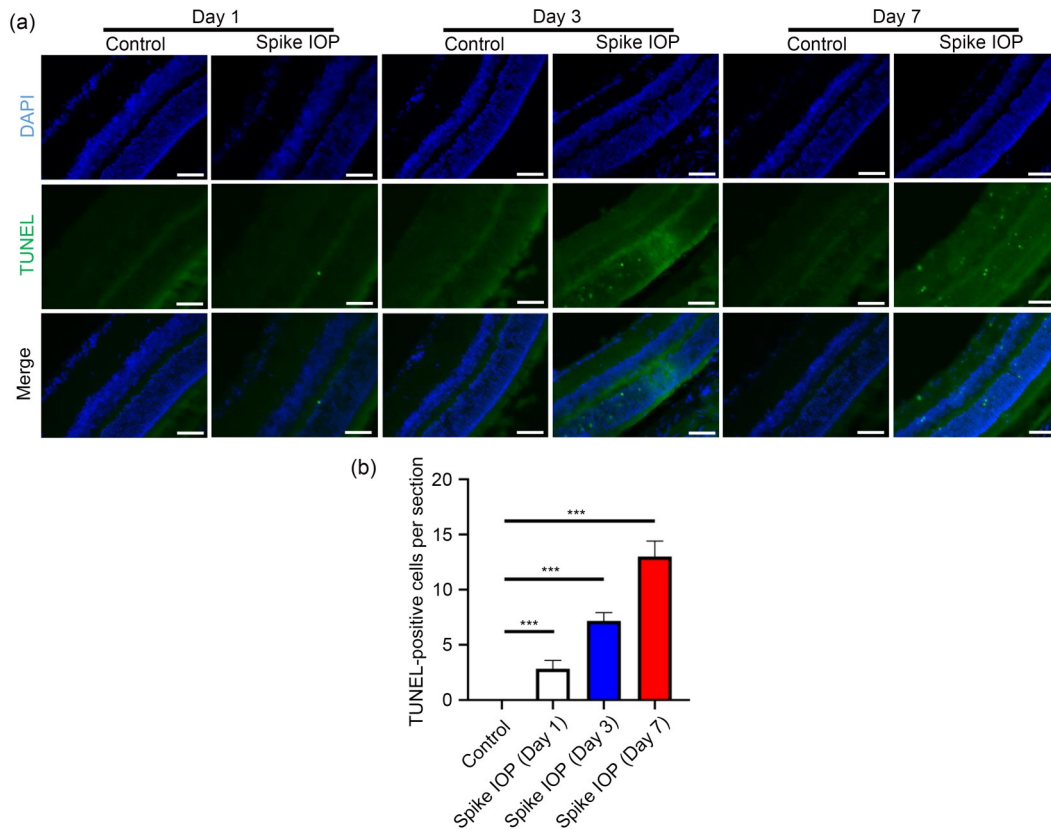 (a)
Day 1 Day 3 Day 7
Control Spike IOP Control Spike IOP Control Spike IOP
DAPI
TUNEL
Merge
(b)
TUNEL-positive cells per section
20
15
10
5
0
***
***
***
Control
Spike IOP (Day 1)
Spike IOP (Day 3)
Spike IOP (Day 7)